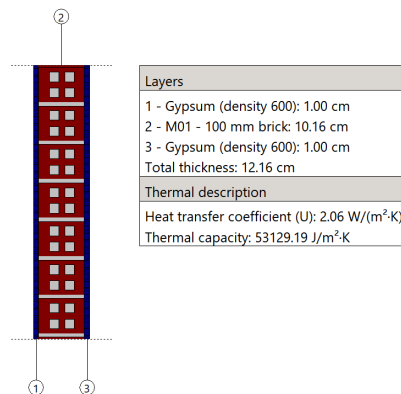 2
Layers
1 - Gypsum (density 600): 1.00 cm
2 - M01 - 100 mm brick: 10.16 cm
3 - Gypsum (density 600): 1.00 cm
Total thickness: 12.16 cm
Thermal description
Heat transfer coefficient (U): 2.06 W/(m²·K)
Thermal capacity: 53129.19 J/m²·K
1 3